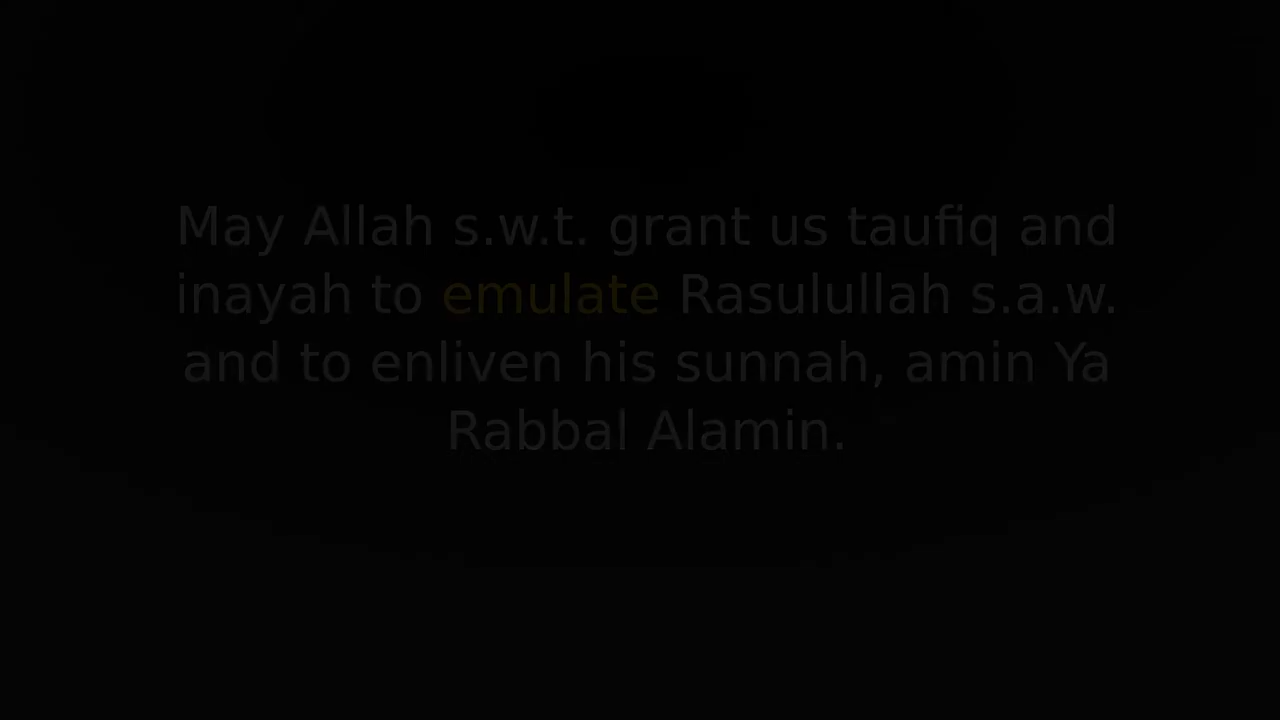 May Allah s.w.t. grant us taufiq and
inayah to emulate Rasulullah s.a.w.
and to enliven his sunnah, amin Ya
Rabbal Alamin.